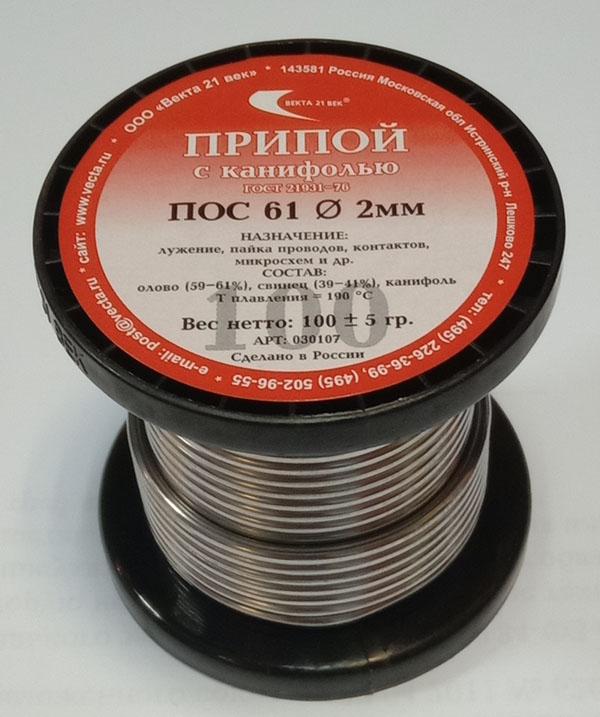 ООО «Векта 21 век» * 143581 Россия Московская обл Истринский р-н Лешково 247 * тел: (495) 226-36-99, (495) 502-96-55 * e-mail: post@vecta.ru * сайт: www.vecta.ru *
ВЕКТА 21 ВЕК®
ПРИПОЙ
с канифолью
ГОСТ 21931-76
ПОС 61 Ø 2мм
НАЗНАЧЕНИЕ:
лужение, пайка проводов, контактов,
микросхем и др.
СОСТАВ:
олово (59-61%), свинец (39-41%), канифоль
Т плавления - 190 °С
100
Вес нетто: 100 ± 5 гр.
АРТ: 030107
Сделано в России